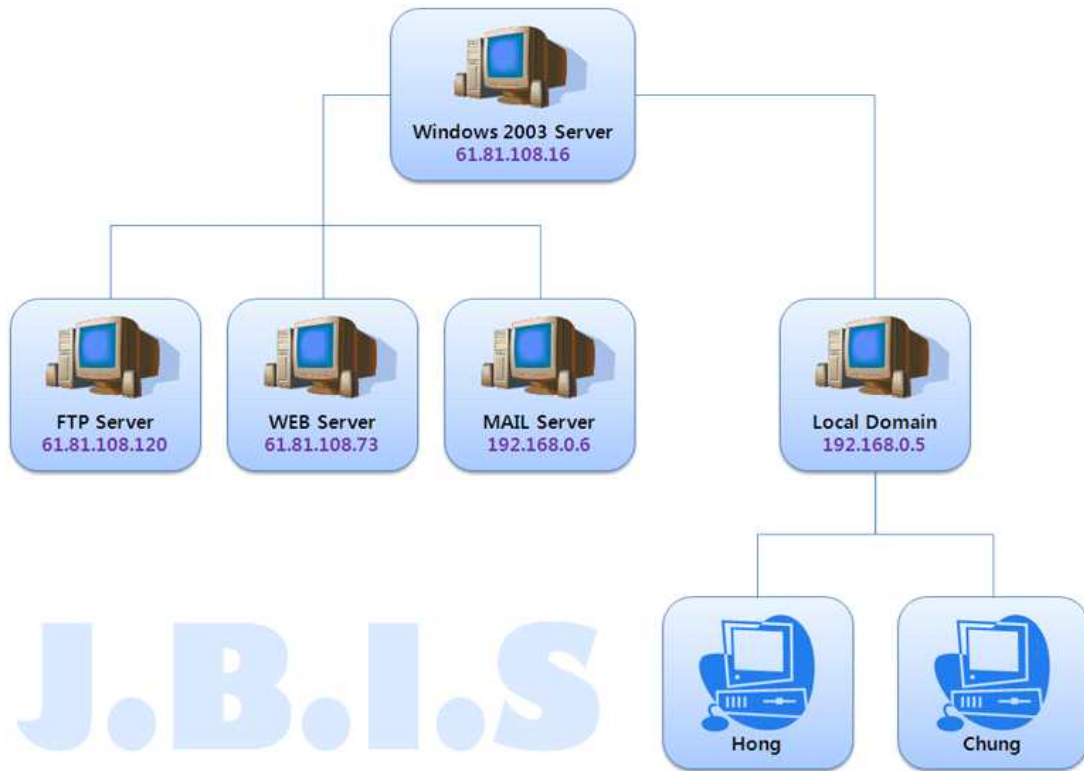 Windows 2003 Server
61.81.108.16
FTP Server
61.81.108.120
WEB Server
61.81.108.73
MAIL Server
192.168.0.6
Local Domain
192.168.0.5
J.B.I.S
Hong
Chung